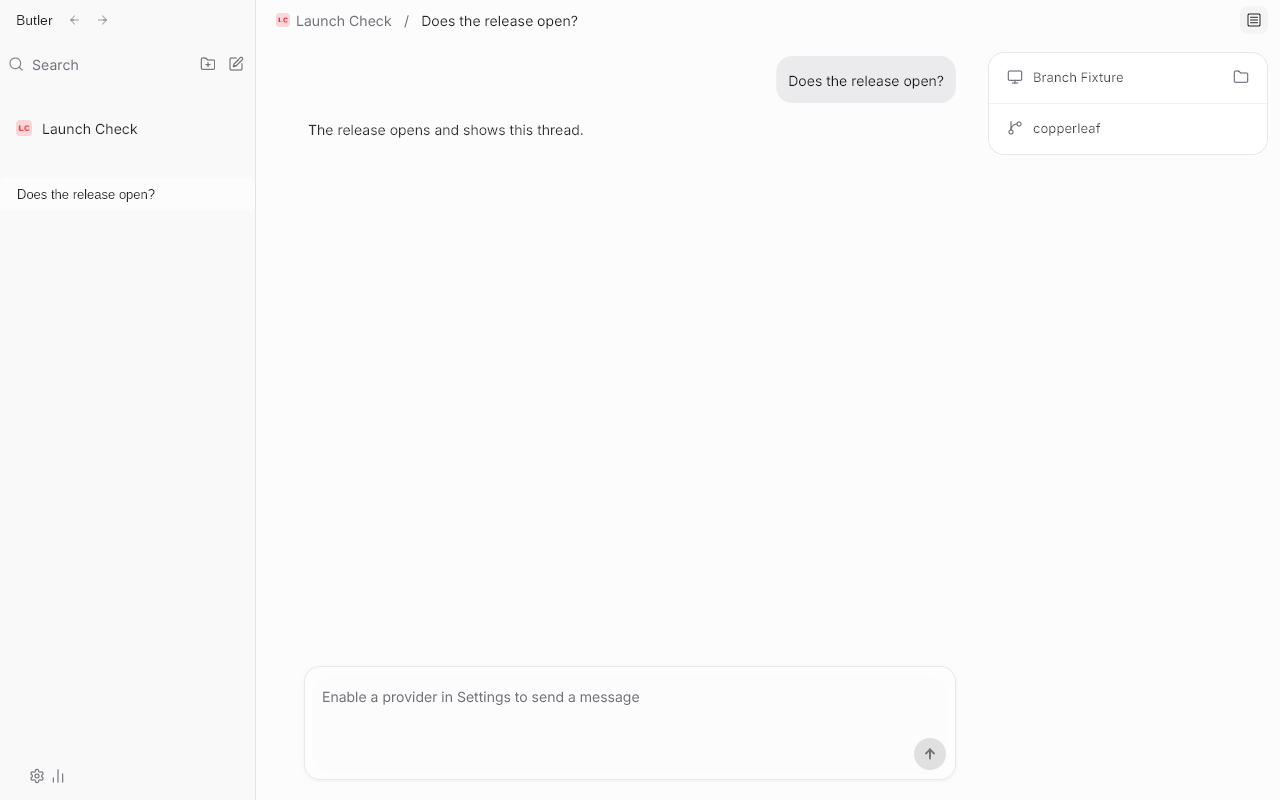 Butler
Search
LC Launch Check
Does the release open?
LC Launch Check / Does the release open?
Does the release open?
The release opens and shows this thread.
Branch Fixture
copperleaf
Enable a provider in Settings to send a message